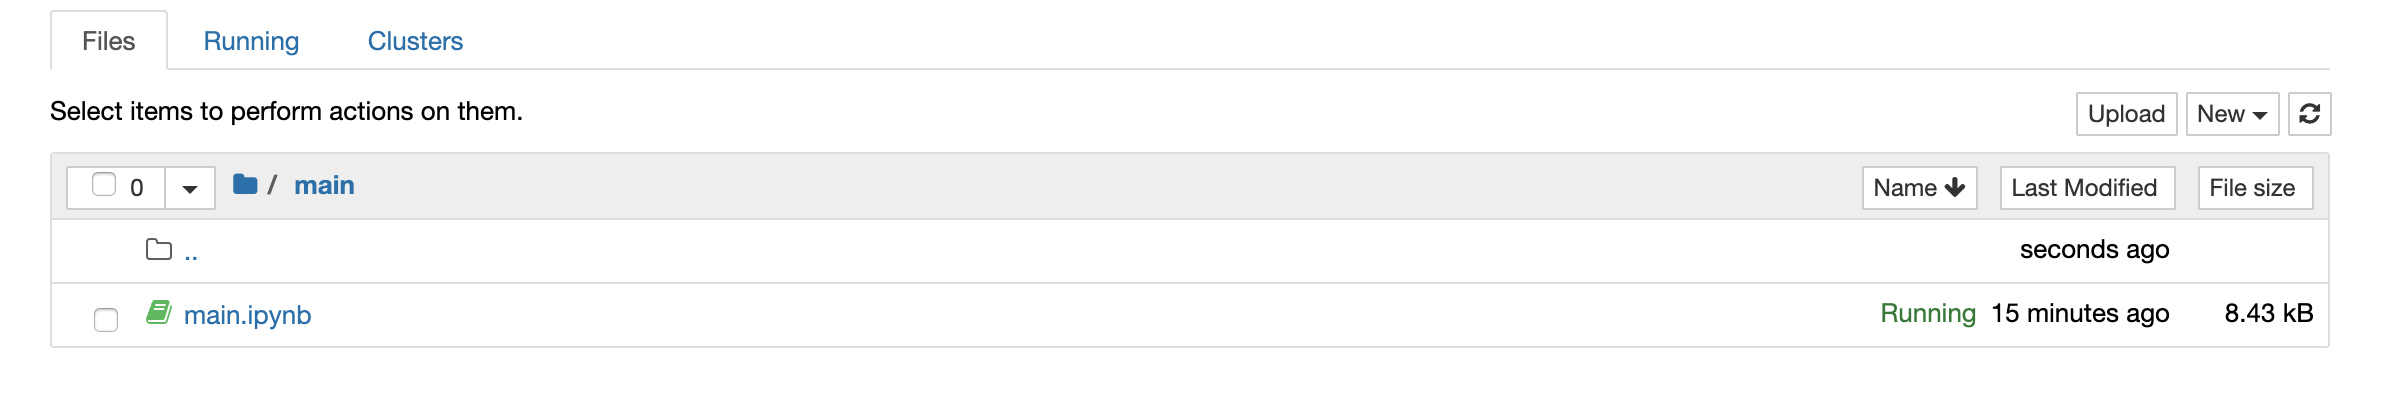 Files Running Clusters
Select items to perform actions on them. Upload New
0 / main Name Last Modified File size
.. seconds ago
main.ipynb Running 15 minutes ago 8.43 kB